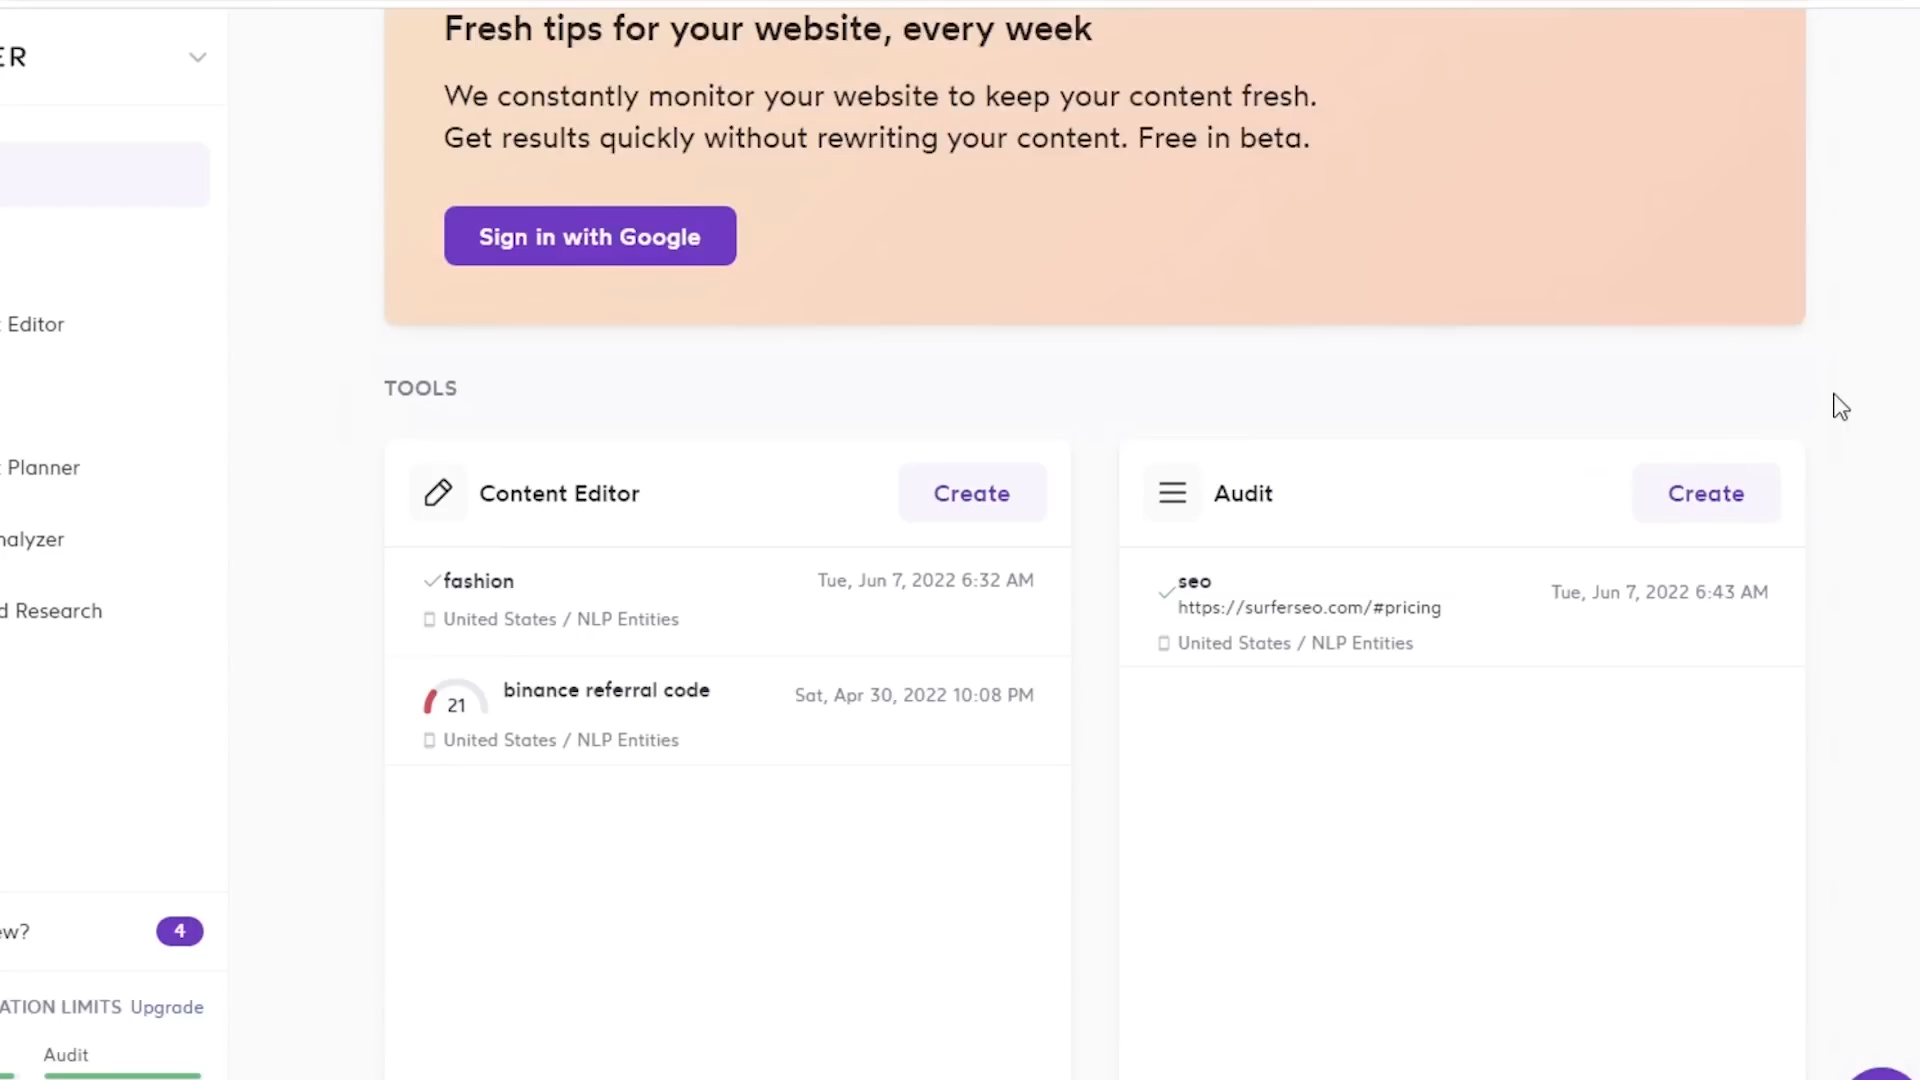 ER
Editor
Planner
nalyzer
d Research
ew?
4
ATION LIMITS Upgrade
Audit
Fresh tips for your website, every week
We constantly monitor your website to keep your content fresh.
Get results quickly without rewriting your content. Free in beta.
Sign in with Google
TOOLS
Content Editor
Create
fashion
Tue, Jun 7, 2022 6:32 AM
United States / NLP Entities
21
binance referral code
Sat, Apr 30, 2022 10:08 PM
United States / NLP Entities
Audit
Create
seo
https://surferseo.com/#pricing
Tue, Jun 7, 2022 6:43 AM
United States / NLP Entities